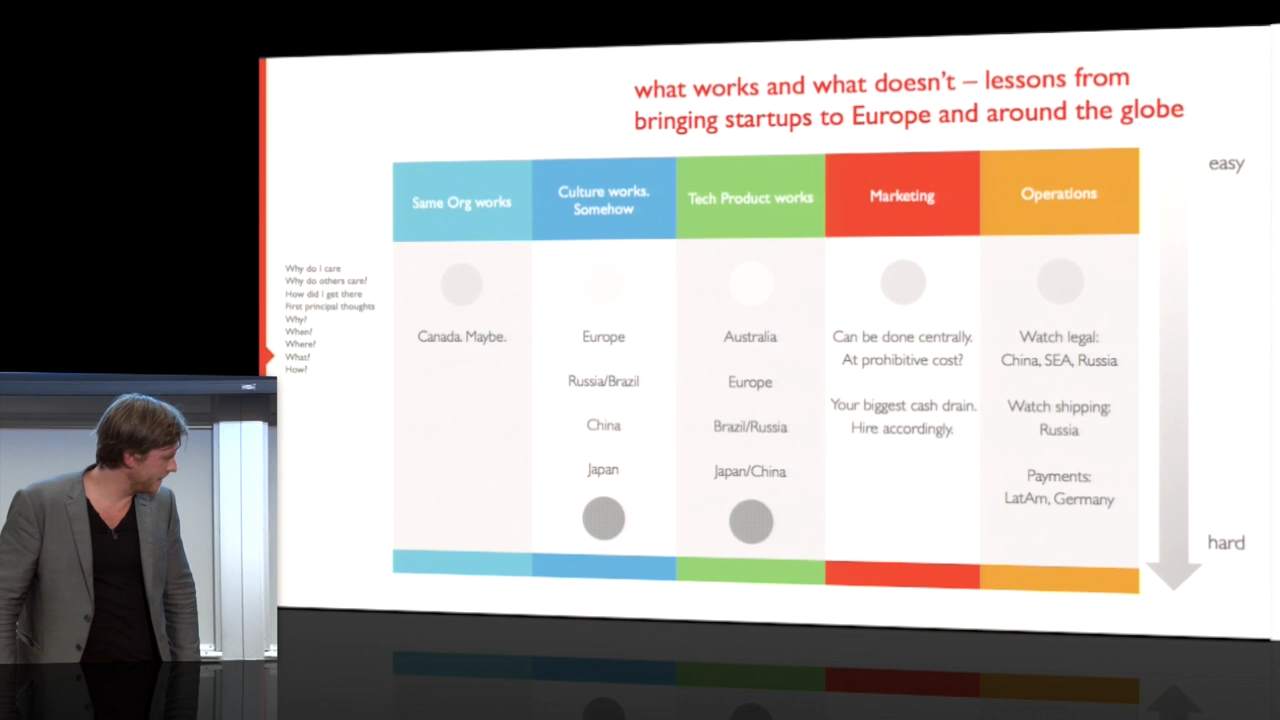 what works and what doesn't – lessons from
bringing startups to Europe and around the globe
easy
Same Org works
Culture works.
Somehow
Tech Product works
Marketing
Operations
Why do I care
Why do others care?
How did I get there
First principal thoughts
Why?
When?
Where?
What?
How?
Canada. Maybe.
Europe
Russia/Brazil
China
Japan
Australia
Europe
Brazil/Russia
Japan/China
Can be done centrally.
At prohibitive cost?
Your biggest cash drain.
Hire accordingly.
Watch legal:
China, SEA, Russia
Watch shipping:
Russia
Payments:
LatAm, Germany
hard